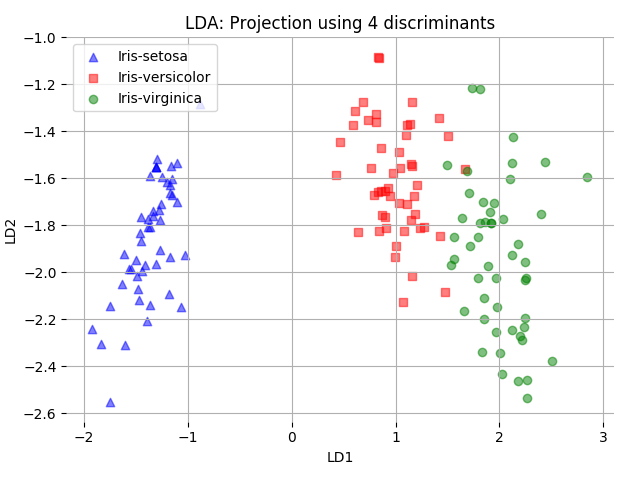 LDA: Projection using 4 discriminants
Iris-setosa
Iris-versicolor
Iris-virginica
−1.0
−1.2
−1.4
−1.6
−1.8
−2.0
−2.2
−2.4
−2.6
LD2
−2 −1 0 1 2 3
LD1